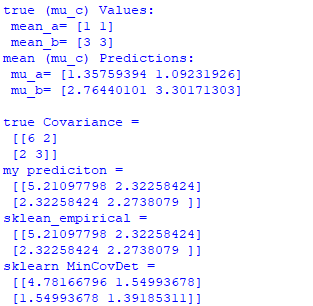 true (mu_c) Values:
mean_a= [1 1]
mean_b= [3 3]
mean (mu_c) Predictions:
mu_a= [1.35759394 1.09231926]
mu_b= [2.76440101 3.30171303]
true Covariance =
[[6 2]
[2 3]]
my prediciton =
[[5.21097798 2.32258424]
[2.32258424 2.2738079 ]]
sklean_empirical =
[[5.21097798 2.32258424]
[2.32258424 2.2738079 ]]
sklearn MinCovDet =
[[4.78166796 1.54993678]
[1.54993678 1.39185311]]